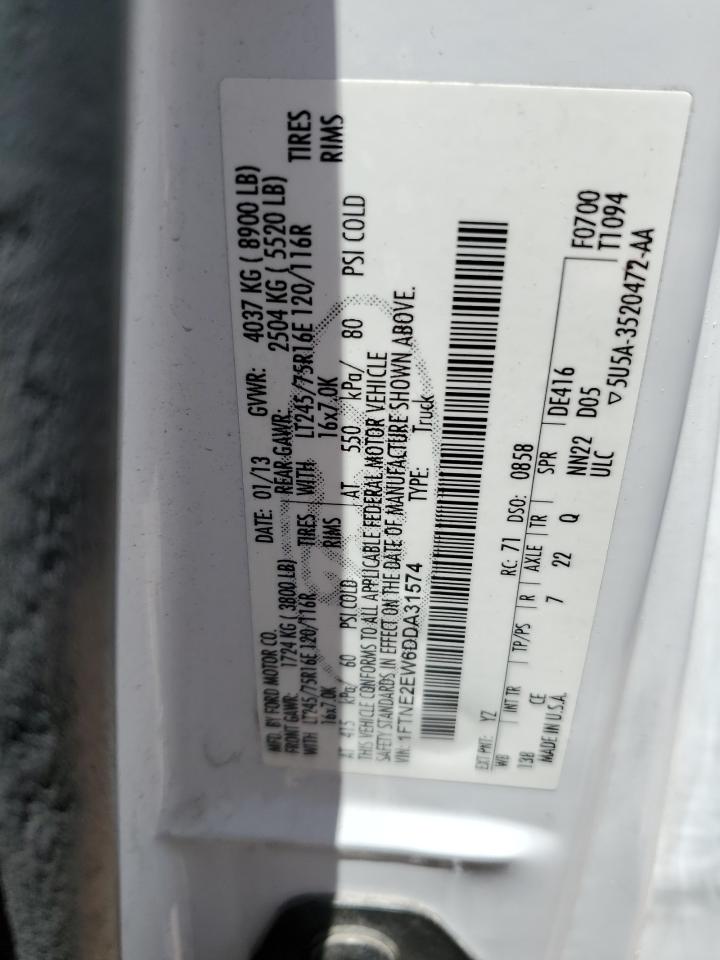 MFD. BY FORD MOTOR CO. DATE: 01/13 GVWR: 4037 KG ( 8900 LB)
FRONT GAWR: 1724 KG ( 3800 LB) REAR GAWR: 2504 KG ( 5520 LB)
WITH LT245/75R16E 120/116R TIRES WITH LT245/75R16E 120/116R TIRES
16x7.0K RIMS 16x7.0K RIMS
AT 415 kPa/ 60 PSI COLD AT 550 kPa/ 80 PSI COLD
THIS VEHICLE CONFORMS TO ALL APPLICABLE FEDERAL MOTOR VEHICLE
SAFETY STANDARDS IN EFFECT ON THE DATE OF MANUFACTURE SHOWN ABOVE.
VIN: 1FTNE2EW6DDA31574 TYPE: Truck
EXT PNT: YZ RC: 71 DSO: 0858
WB INT TR TP/PS R AXLE TR SPR DE416 F0700
138 CE 7 22 Q NN22 D05 TT094
MADE IN U.S.A. ULC ▽5U5A-3520472-AA